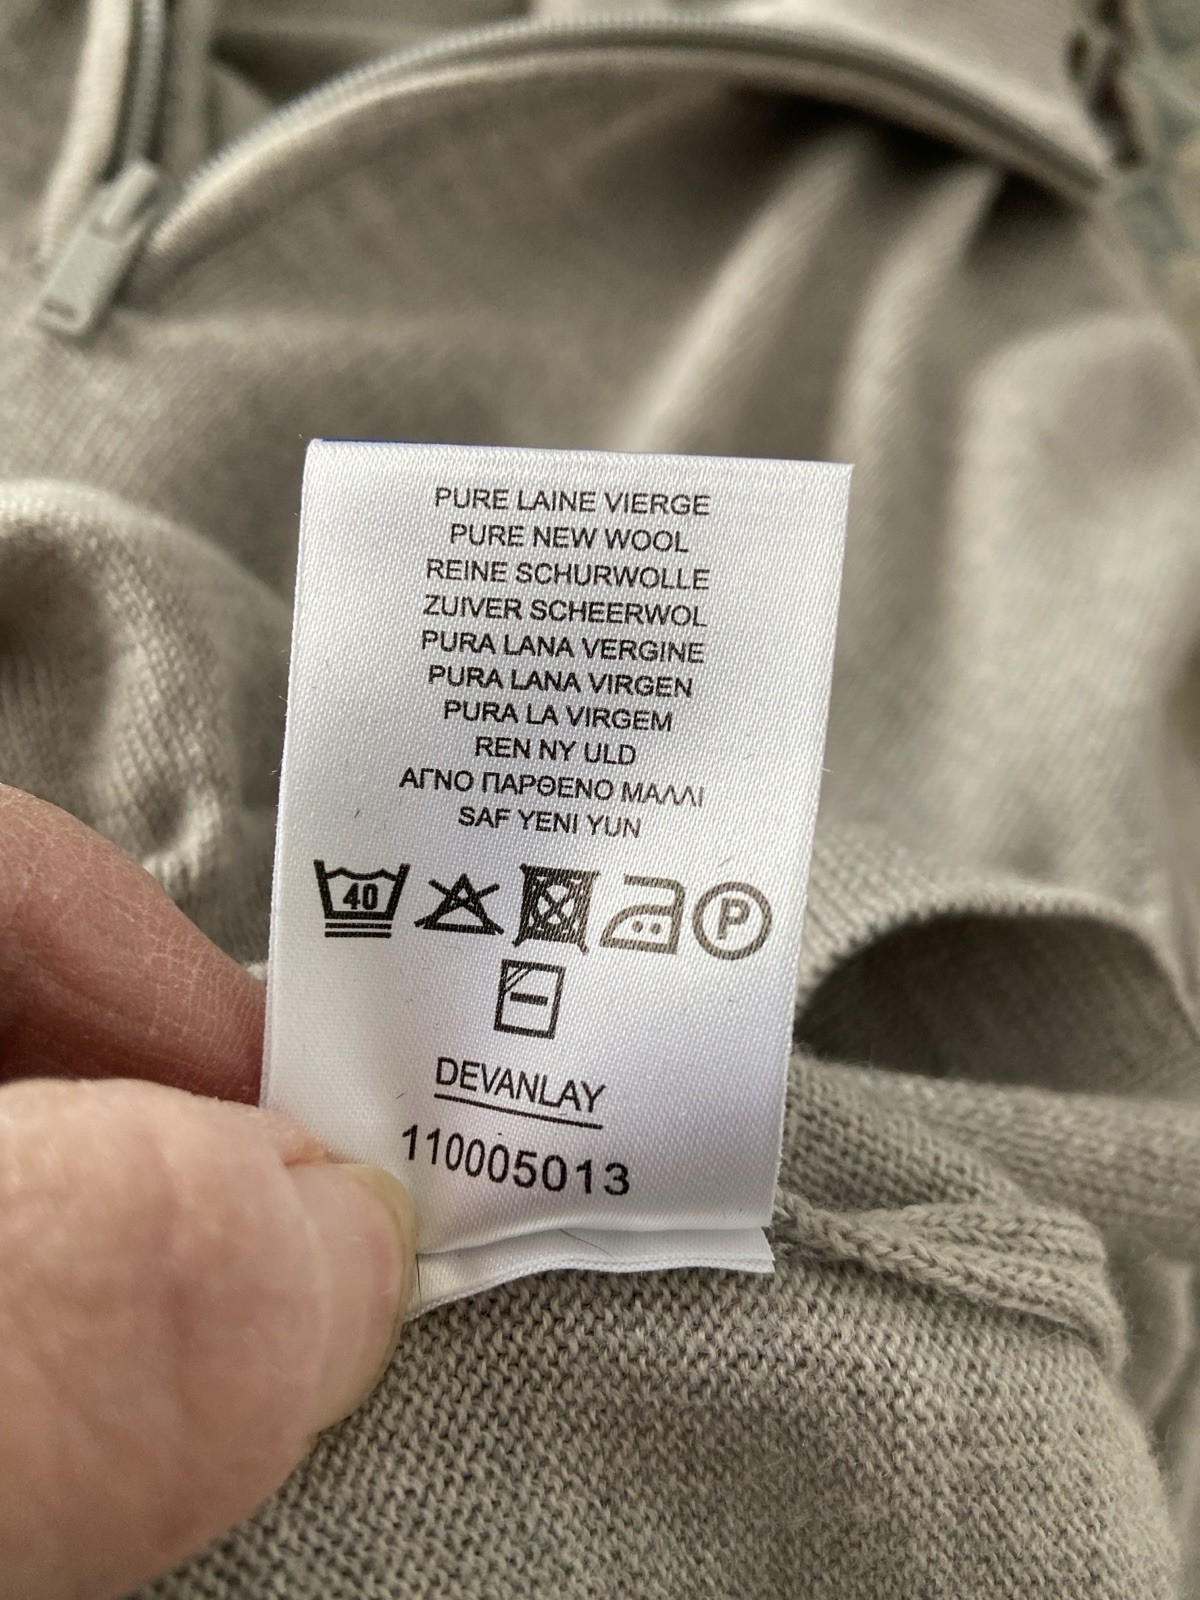 PURE LAINE VIERGE
PURE NEW WOOL
REINE SCHURWOLLE
ZUIVER SCHEERWOL
PURA LANA VERGINE
PURA LANA VIRGEN
PURA LA VIRGEM
REN NY ULD
ΑΓΝΟ ΠΑΡΘΕΝΟ ΜΑΛΛΙ
SAF YENI YUN
40 P
DEVANLAY
110005013